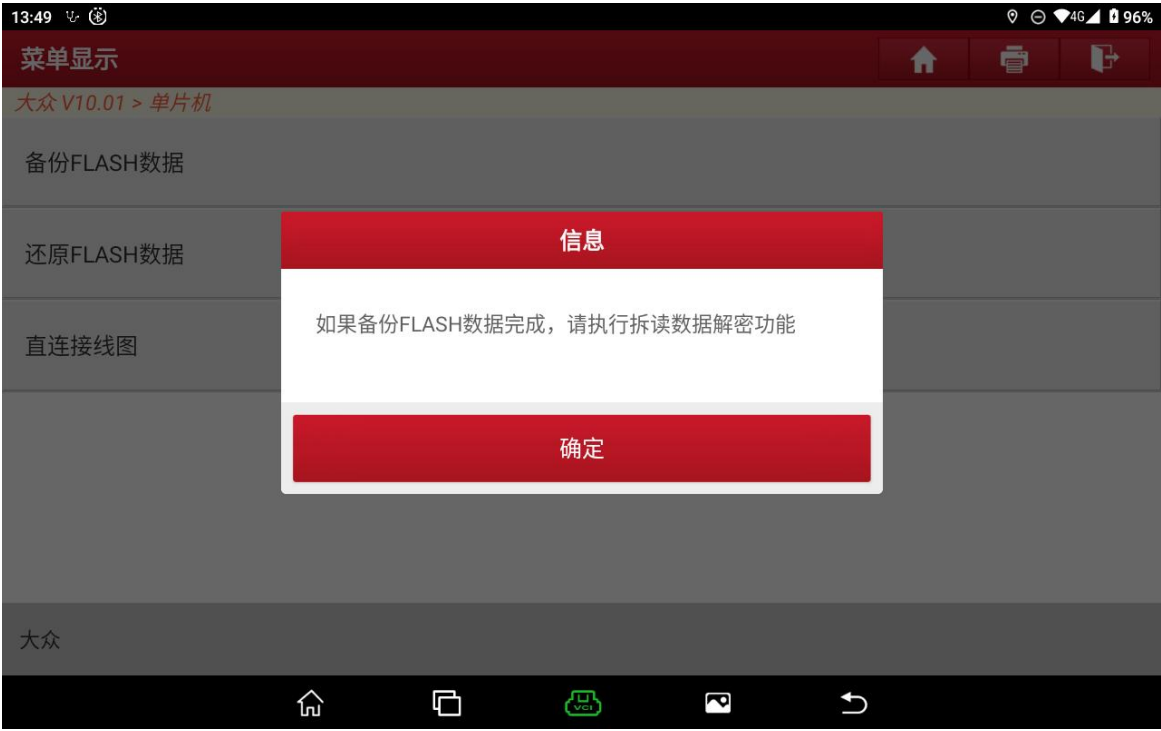 13:49
4G
96%
菜单显示
大众 V10.01 > 单片机
备份FLASH数据
还原FLASH数据
直连接线图
信息
如果备份FLASH数据完成，请执行拆读数据解密功能
确定
大众
VCI